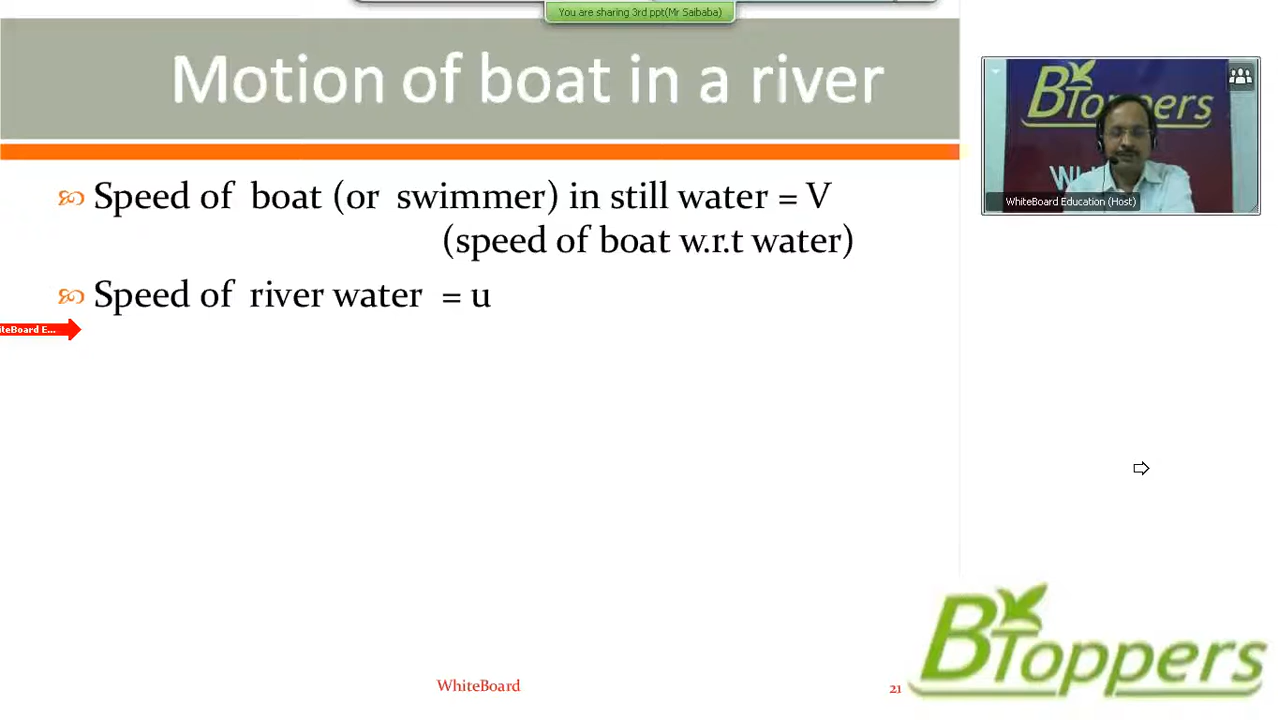 You are sharing 3rd ppt(Mr Saibaba)
Motion of boat in a river
Speed of boat (or swimmer) in still water = V
(speed of boat w.r.t water)
Speed of river water = u
iteBoard E...
BToppers
WhiteBoard Education (Host)
WhiteBoard
21
BToppers